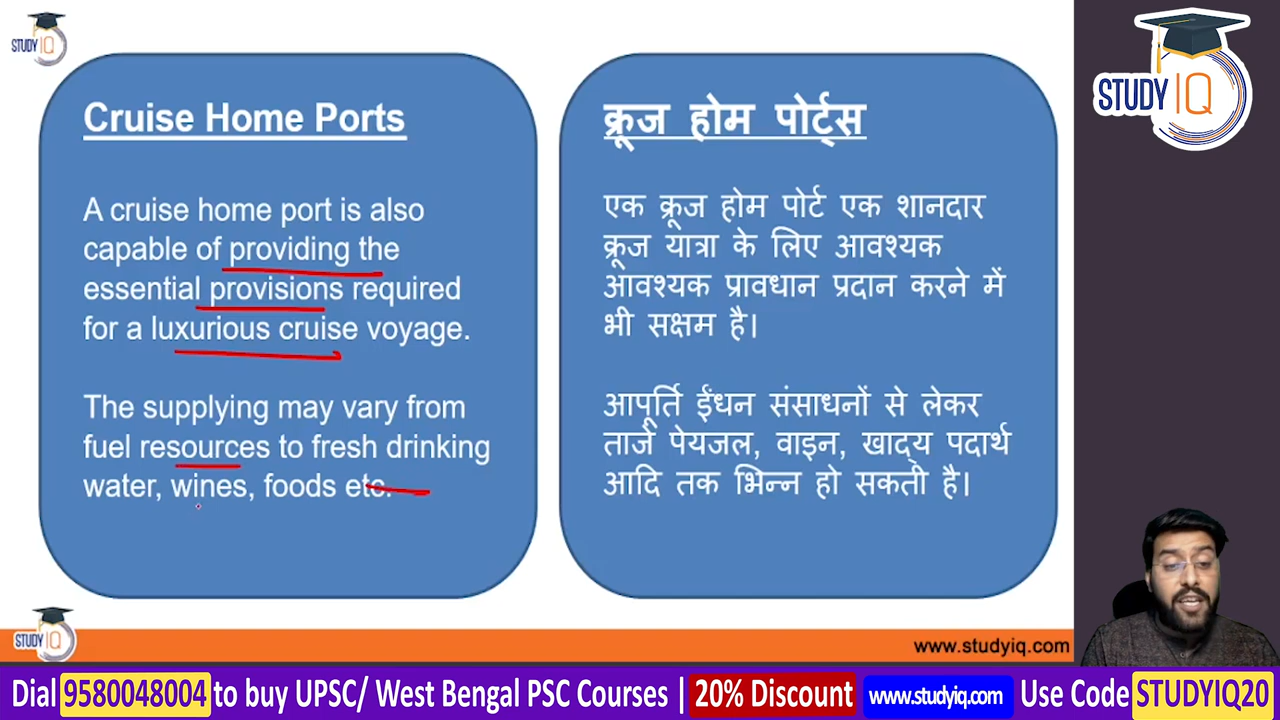 STUDY IQ
STUDY IQ
Cruise Home Ports
A cruise home port is also
capable of providing the
essential provisions required
for a luxurious cruise voyage.
The supplying may vary from
fuel resources to fresh drinking
water, wines, foods etc.
क्रूज होम पोर्ट्स
एक क्रूज होम पोर्ट एक शानदार
क्रूज यात्रा के लिए आवश्यक
आवश्यक प्रावधान प्रदान करने में
भी सक्षम है।
आपूर्ति ईंधन संसाधनों से लेकर
ताजे पेयजल, वाइन, खाद्य पदार्थ
आदि तक भिन्न हो सकती है।
STUDY IQ
www.studyiq.com
Dial 9580048004 to buy UPSC/ West Bengal PSC Courses | 20% Discount www.studyiq.com Use Code STUDYIQ20